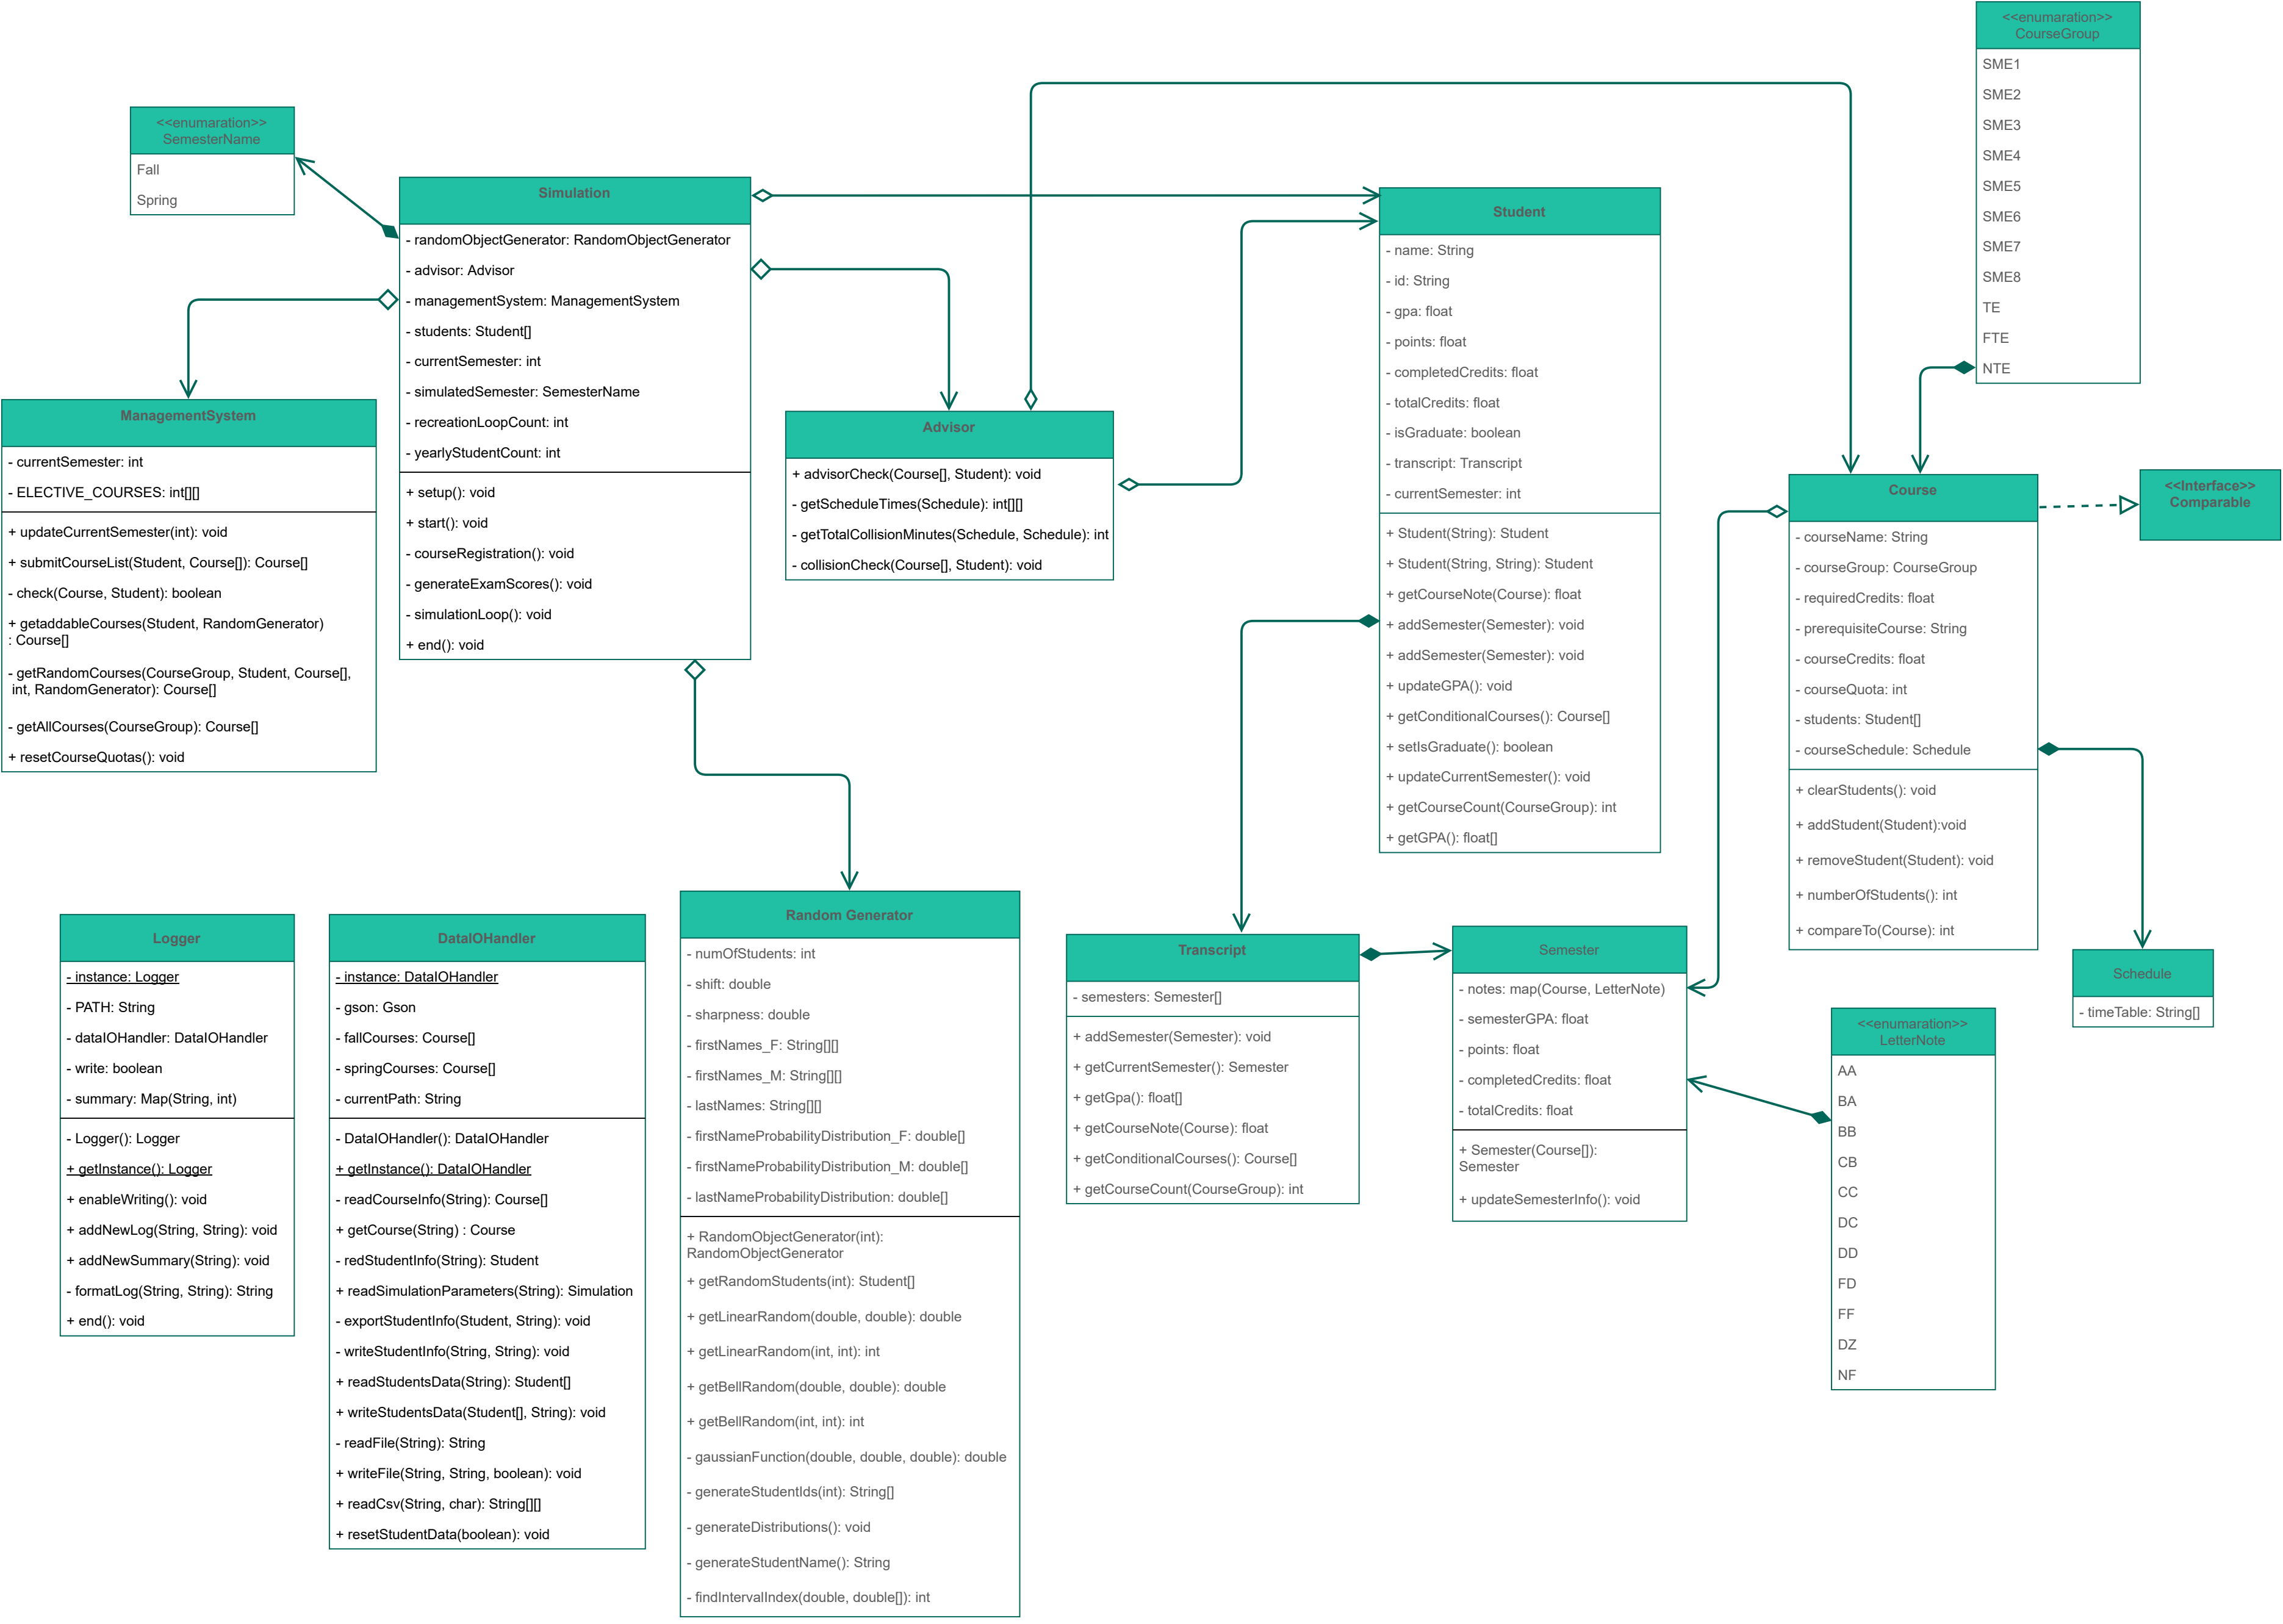 <<enumaration>>
CourseGroup
SME1
SME2
SME3
SME4
SME5
SME6
SME7
SME8
TE
FTE
NTE
<<enumaration>>
SemesterName
Fall
Spring
Simulation
- randomObjectGenerator: RandomObjectGenerator
- advisor: Advisor
- managementSystem: ManagementSystem
- students: Student[]
- currentSemester: int
- simulatedSemester: SemesterName
- recreationLoopCount: int
- yearlyStudentCount: int
+ setup(): void
+ start(): void
- courseRegistration(): void
- generateExamScores(): void
- simulationLoop(): void
+ end(): void
Student
- name: String
- id: String
- gpa: float
- points: float
- completedCredits: float
- totalCredits: float
- isGraduate: boolean
- transcript: Transcript
- currentSemester: int
+ Student(String): Student
+ Student(String, String): Student
+ getCourseNote(Course): float
+ addSemester(Semester): void
+ addSemester(Semester): void
+ updateGPA(): void
+ getConditionalCourses(): Course[]
+ setIsGraduate(): boolean
+ updateCurrentSemester(): void
+ getCourseCount(CourseGroup): int
+ getGPA(): float[]
ManagementSystem
- currentSemester: int
- ELECTIVE_COURSES: int[][]
+ updateCurrentSemester(int): void
+ submitCourseList(Student, Course[]): Course[]
- check(Course, Student): boolean
+ getaddableCourses(Student, RandomGenerator)
: Course[]
- getRandomCourses(CourseGroup, Student, Course[],
int, RandomGenerator): Course[]
- getAllCourses(CourseGroup): Course[]
+ resetCourseQuotas(): void
Advisor
+ advisorCheck(Course[], Student): void
- getScheduleTimes(Schedule): int[][]
- getTotalCollisionMinutes(Schedule, Schedule): int
- collisionCheck(Course[], Student): void
Course
- courseName: String
- courseGroup: CourseGroup
- requiredCredits: float
- prerequisiteCourse: String
- courseCredits: float
- courseQuota: int
- students: Student[]
- courseSchedule: Schedule
+ clearStudents(): void
+ addStudent(Student):void
+ removeStudent(Student): void
+ numberOfStudents(): int
+ compareTo(Course): int
<<Interface>>
Comparable
Logger
- instance: Logger
- PATH: String
- dataIOHandler: DataIOHandler
- write: boolean
- summary: Map(String, int)
- Logger(): Logger
+ getInstance(): Logger
+ enableWriting(): void
+ addNewLog(String, String): void
+ addNewSummary(String): void
- formatLog(String, String): String
+ end(): void
DataIOHandler
- instance: DataIOHandler
- gson: Gson
- fallCourses: Course[]
- springCourses: Course[]
- currentPath: String
- DataIOHandler(): DataIOHandler
+ getInstance(): DataIOHandler
- readCourseInfo(String): Course[]
+ getCourse(String) : Course
- redStudentInfo(String): Student
+ readSimulationParameters(String): Simulation
- exportStudentInfo(Student, String): void
- writeStudentInfo(String, String): void
+ readStudentsData(String): Student[]
+ writeStudentsData(Student[], String): void
- readFile(String): String
+ writeFile(String, String, boolean): void
+ readCsv(String, char): String[][]
+ resetStudentData(boolean): void
Random Generator
- numOfStudents: int
- shift: double
- sharpness: double
- firstNames_F: String[][]
- firstNames_M: String[][]
- lastNames: String[][]
- firstNameProbabilityDistribution_F: double[]
- firstNameProbabilityDistribution_M: double[]
- lastNameProbabilityDistribution: double[]
+ RandomObjectGenerator(int):
RandomObjectGenerator
+ getRandomStudents(int): Student[]
+ getLinearRandom(double, double): double
+ getLinearRandom(int, int): int
+ getBellRandom(double, double): double
+ getBellRandom(int, int): int
- gaussianFunction(double, double, double): double
- generateStudentIds(int): String[]
- generateDistributions(): void
- generateStudentName(): String
- findIntervalIndex(double, double[]): int
Transcript
- semesters: Semester[]
+ addSemester(Semester): void
+ getCurrentSemester(): Semester
+ getGpa(): float[]
+ getCourseNote(Course): float
+ getConditionalCourses(): Course[]
+ getCourseCount(CourseGroup): int
Semester
- notes: map(Course, LetterNote)
- semesterGPA: float
- points: float
- completedCredits: float
- totalCredits: float
+ Semester(Course[]):
Semester
+ updateSemesterInfo(): void
Schedule
- timeTable: String[]
<<enumaration>>
LetterNote
AA
BA
BB
CB
CC
DC
DD
FD
FF
DZ
NF